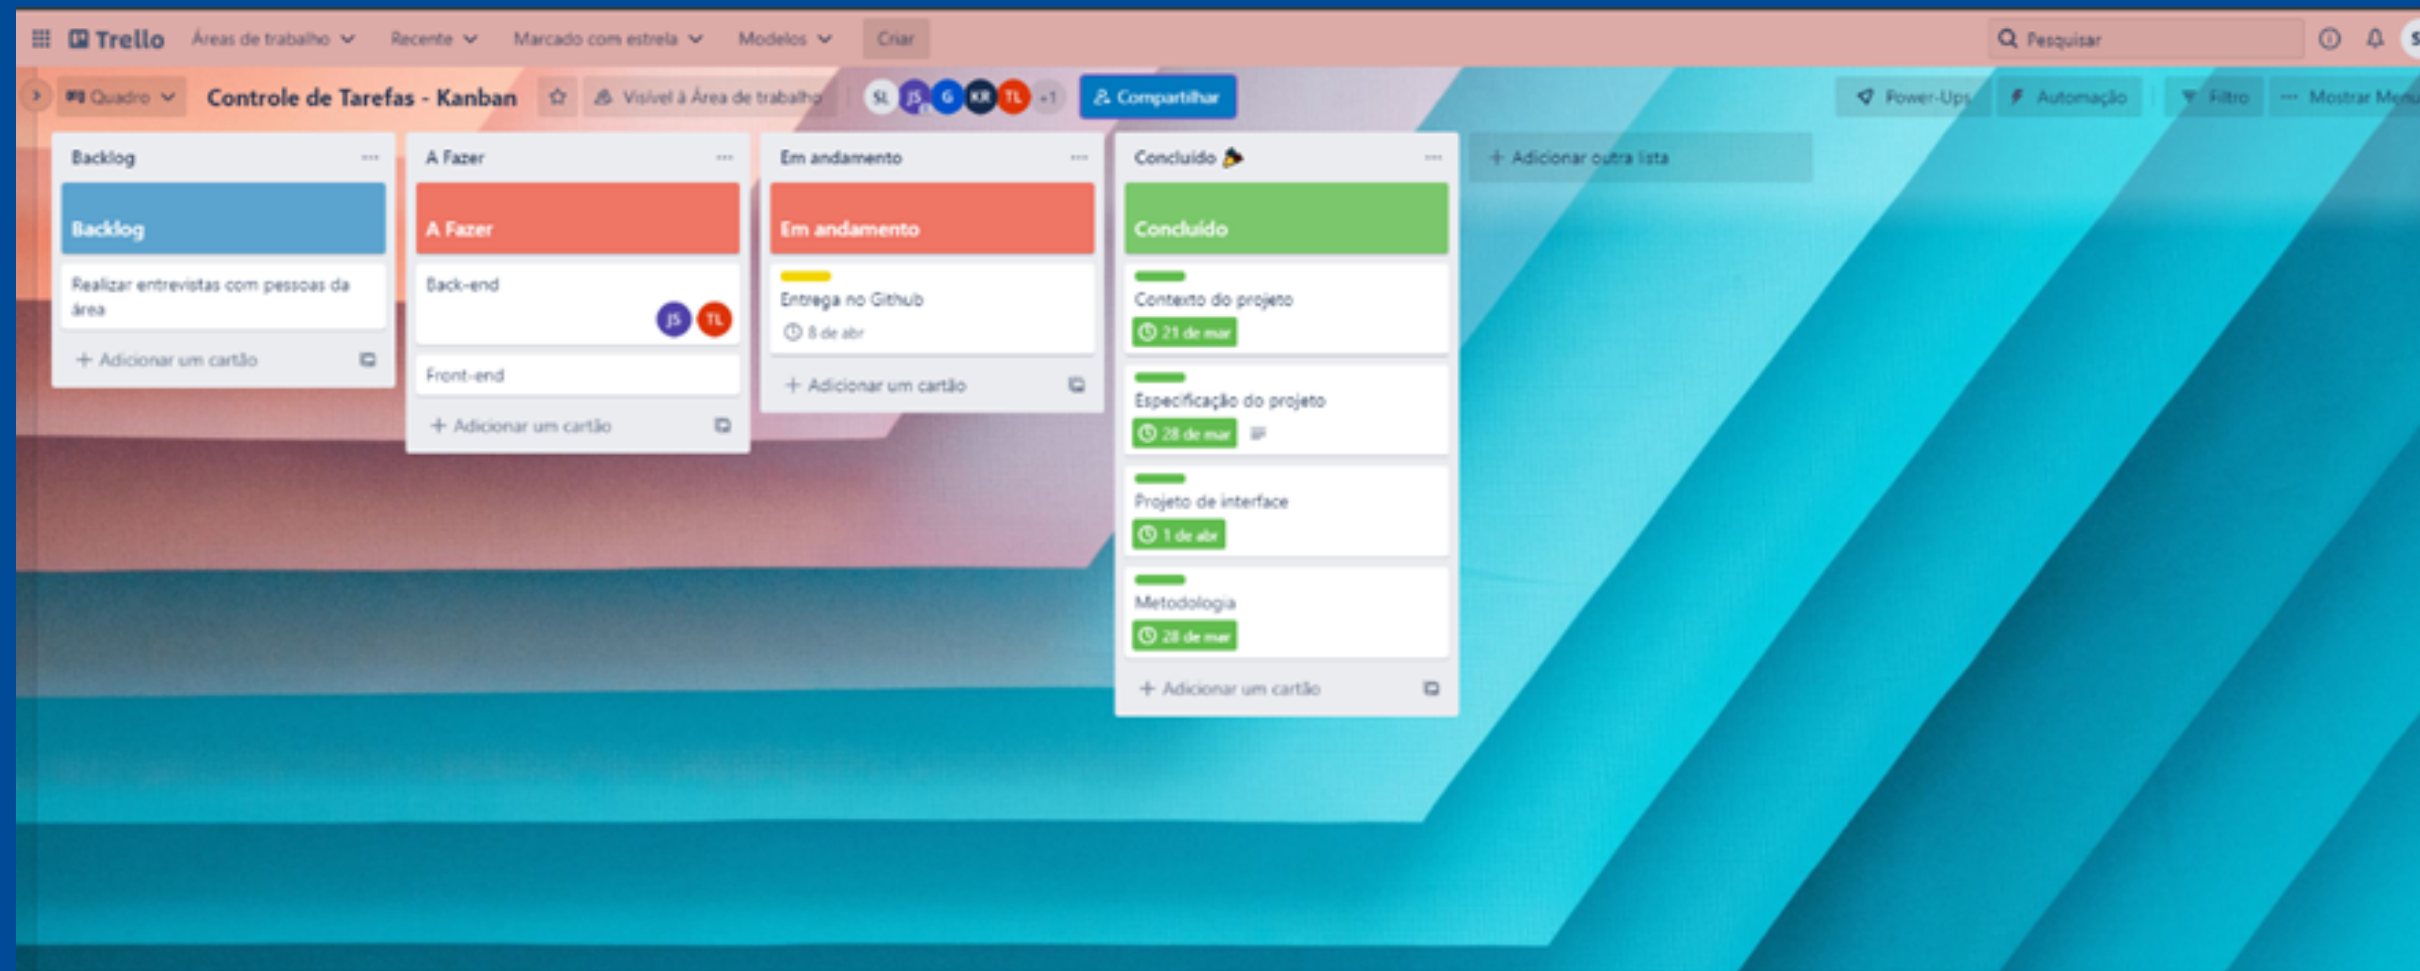 Trello Áreas de trabalho Recente Marcado com estrela Modelos Criar Pesquisar
Quadro Controle de Tarefas - Kanban Visível à Área de trabalho SL JS G KR TL +1 Compartilhar Power-Ups Automação Filtro Mostrar Menu
Backlog
Backlog
Realizar entrevistas com pessoas da
área
+ Adicionar um cartão
A Fazer
A Fazer
Back-end
JS TL
Front-end
+ Adicionar um cartão
Em andamento
Em andamento
Entrega no Github
8 de abr
+ Adicionar um cartão
Concluído
Concluído
Contexto do projeto
21 de mar
Especificação do projeto
28 de mar
Projeto de interface
1 de abr
Metodologia
28 de mar
+ Adicionar um cartão
+ Adicionar outra lista